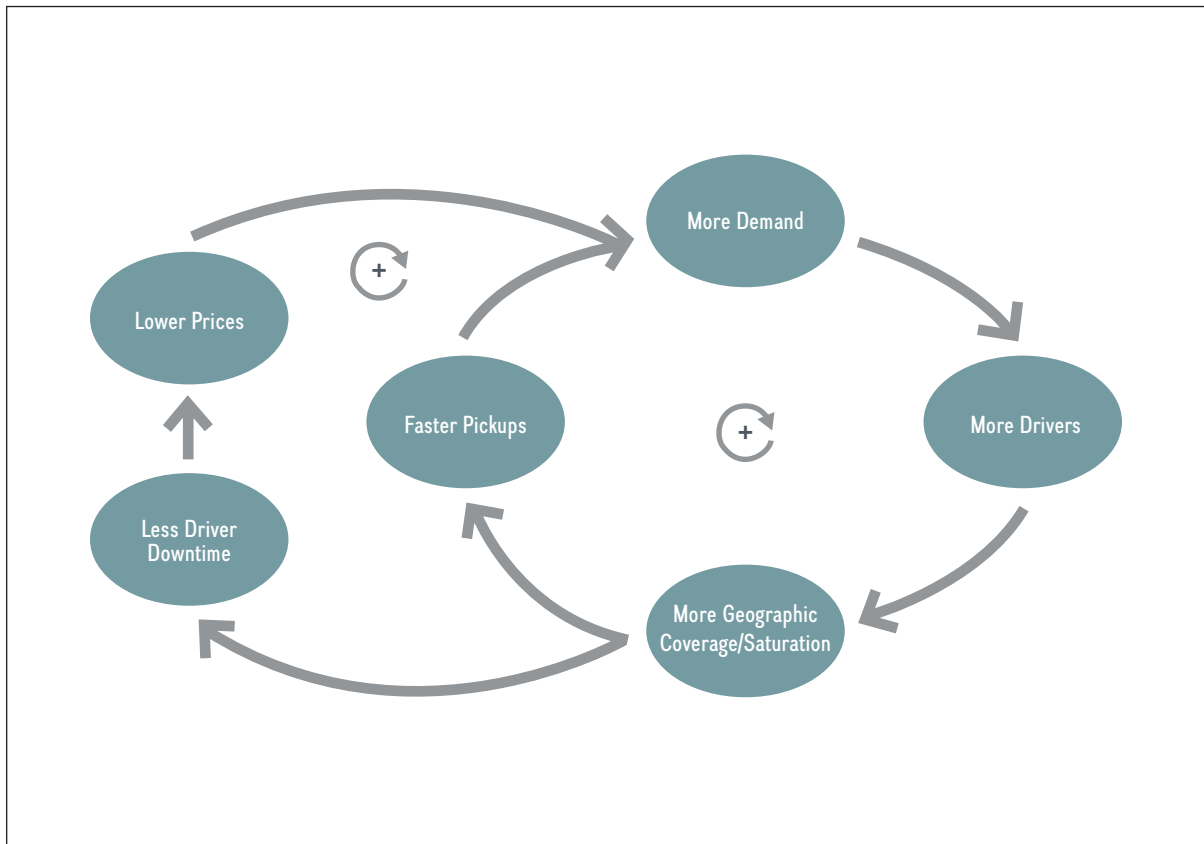 More Demand
Lower Prices
+
Faster Pickups
+
More Drivers
Less Driver
Downtime
More Geographic
Coverage/Saturation